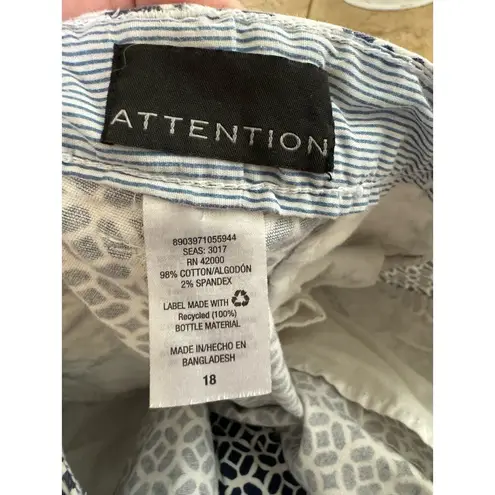 ATTENTION
8903971055944
SEAS: 3017
RN 42000
98% COTTON/ALGODÓN
2% SPANDEX
LABEL MADE WITH
Recycled (100%)
BOTTLE MATERIAL
MADE IN/HECHO EN
BANGLADESH
18